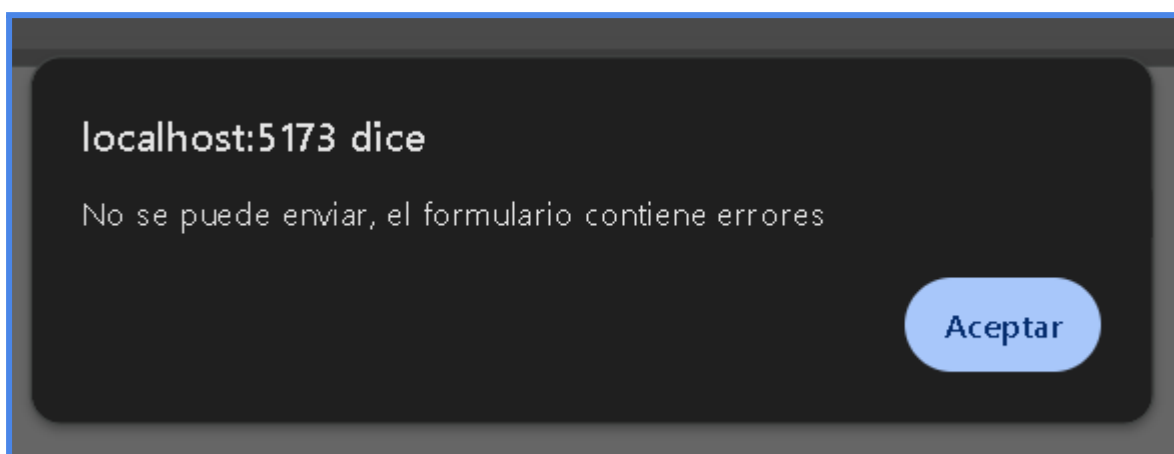 localhost:5173 dice
No se puede enviar, el formulario contiene errores
Aceptar